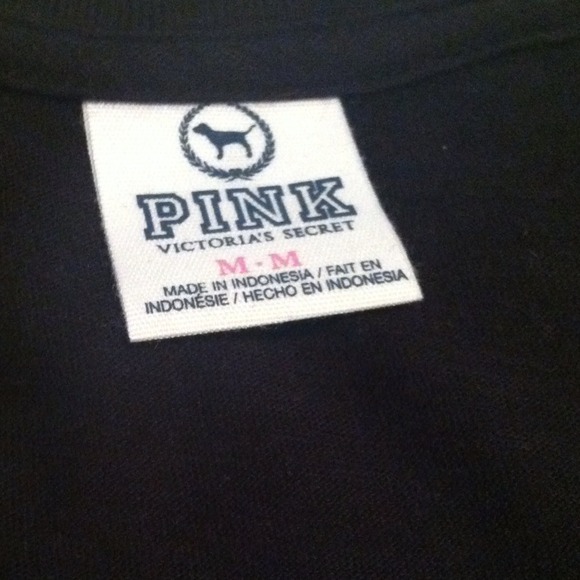 PINK
VICTORIA'S SECRET
M - M
MADE IN INDONESIA / FAIT EN
INDONÉSIE / HECHO EN INDONESIA